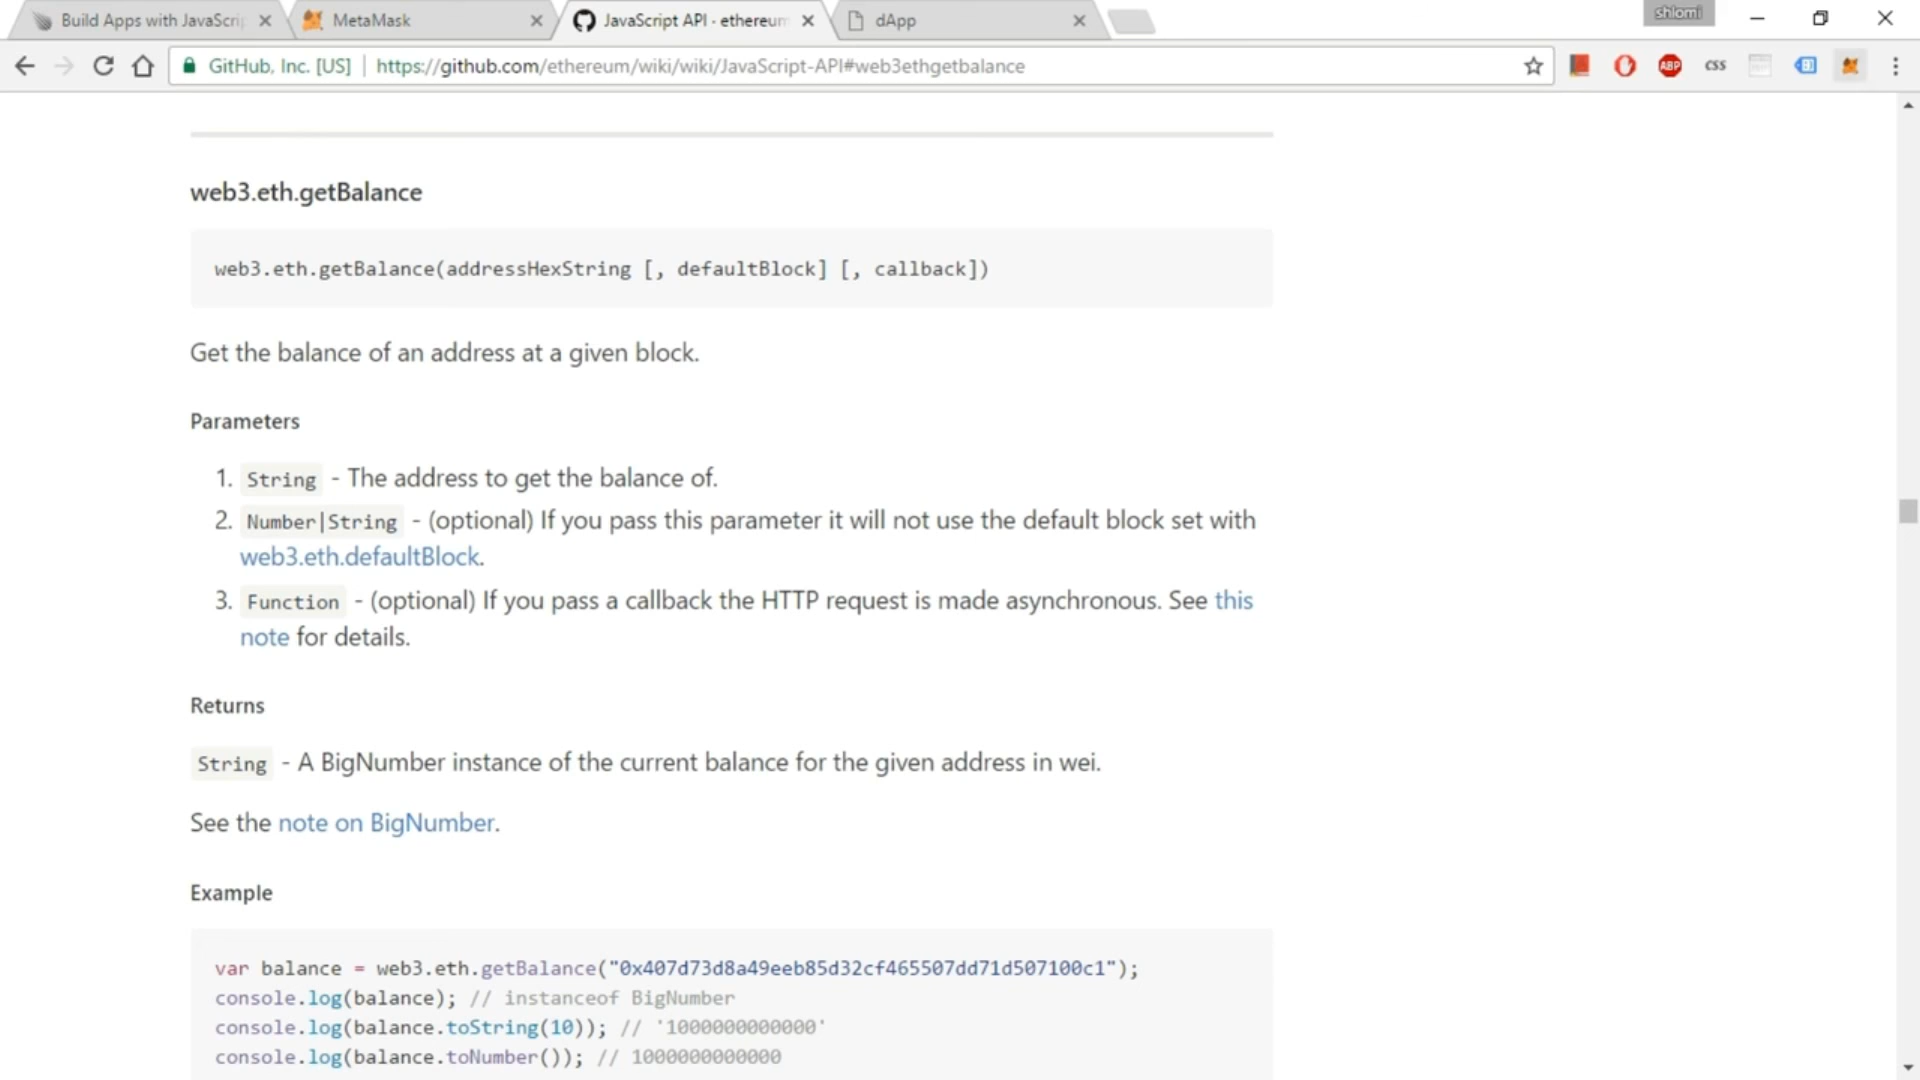 Build Apps with JavaScri
MetaMask
JavaScript API · ethereum
dApp
shlomi
GitHub, Inc. [US]
https://github.com/ethereum/wiki/wiki/JavaScript-API#web3ethgetbalance
ABP
css
web3.eth.getBalance
web3.eth.getBalance(addressHexString [, defaultBlock] [, callback])
Get the balance of an address at a given block.
Parameters
1. String - The address to get the balance of.
2. Number|String - (optional) If you pass this parameter it will not use the default block set with
web3.eth.defaultBlock.
3. Function - (optional) If you pass a callback the HTTP request is made asynchronous. See this
note for details.
Returns
String - A BigNumber instance of the current balance for the given address in wei.
See the note on BigNumber.
Example
var balance = web3.eth.getBalance("0x407d73d8a49eeb85d32cf465507dd71d507100c1");
console.log(balance); // instanceof BigNumber
console.log(balance.toString(10)); // '1000000000000'
console.log(balance.toNumber()); // 1000000000000